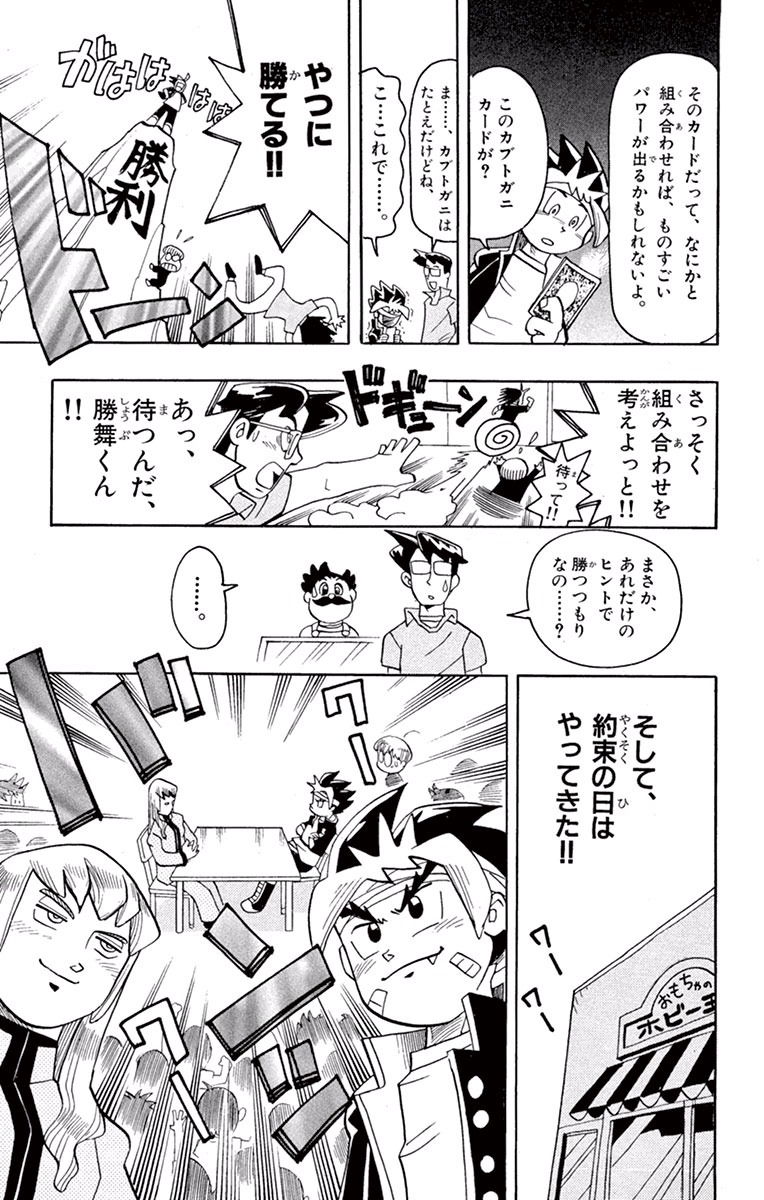 そのカードだって、なにかと
組み合わせれば、ものすごい
パワーが出るかもしれないよ。
このカブトガニ
カードが？
ま……、カブトガニは
たとえだけどね、
こ…これで……。
やつに
勝てる!!
がはははははは
勝利
ドーン
さっそく
組み合わせを
考えよっと!!
待って!!
ドギューン
あっ、
待つんだ、
勝舞くん
!!
まさか、
あれだけの
ヒントで
勝つつもり
なの……？
……。
そして、
約束の日は
やってきた!!
ワーワー
おもちゃの
ホビー王
ワー